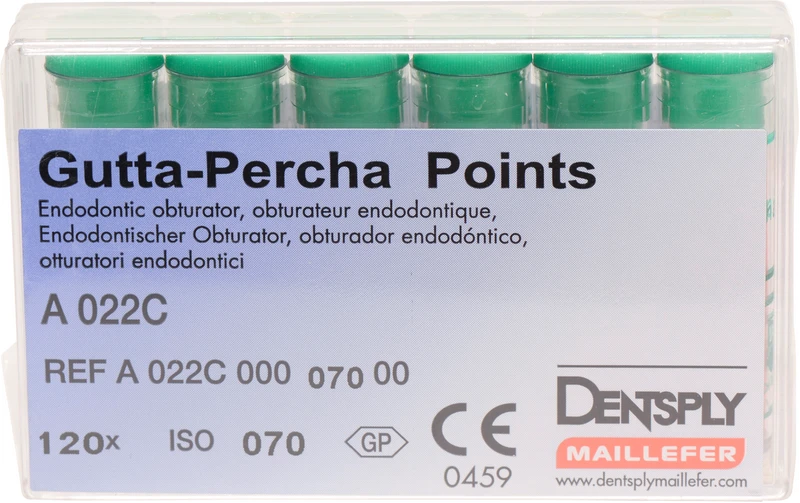 Gutta-Percha Points
Endodontic obturator, obturateur endodontique,
Endodontischer Obturator, obturador endodóntico,
otturatori endodontici
A 022C
REF A 022C 000 070 00
120x ISO 070 GP CE 0459
DENTSPLY
MAILLEFER
www.dentsplymaillefer.com